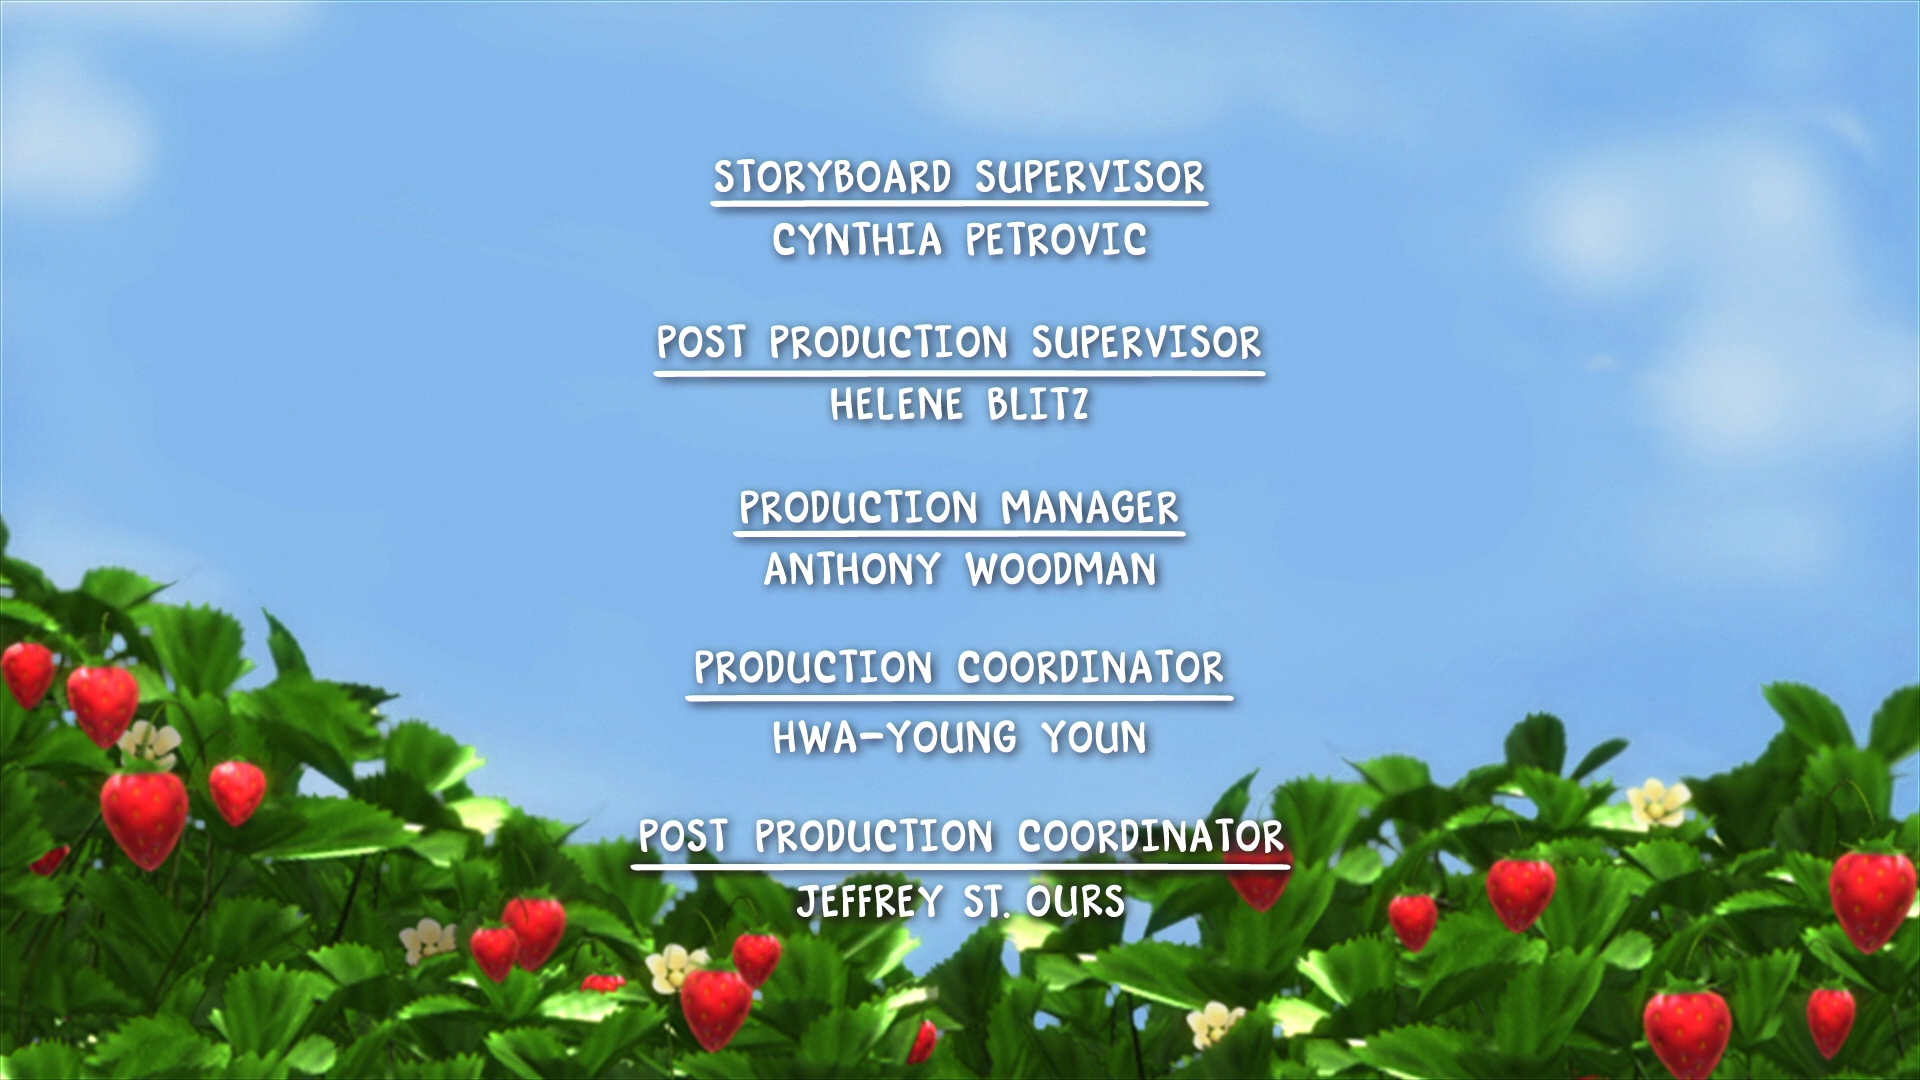 STORYBOARD SUPERVISOR
CYNTHIA PETROVIC
POST PRODUCTION SUPERVISOR
HELENE BLITZ
PRODUCTION MANAGER
ANTHONY WOODMAN
PRODUCTION COORDINATOR
HWA-YOUNG YOUN
POST PRODUCTION COORDINATOR
JEFFREY ST. OURS